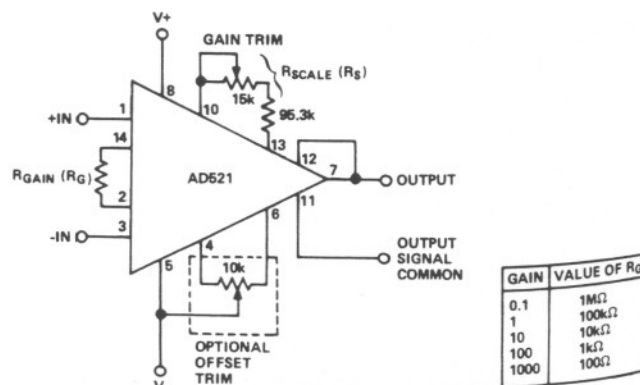 V+
GAIN TRIM
RSCALE (RS)
15k
95.3k
8
10
13
+IN
1
14
RGAIN (RG)
AD521
12
7
OUTPUT
11
2
-IN
3
4
6
5
10k
OUTPUT
SIGNAL
COMMON
OPTIONAL
OFFSET
TRIM
GAIN VALUE OF RG
0.1 1MΩ
1 100kΩ
10 10kΩ
100 1kΩ
1000 100Ω